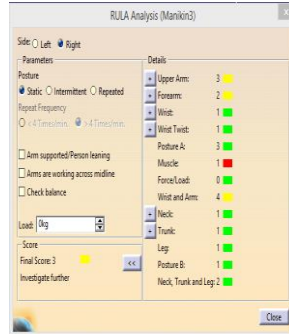 RULA Analysis (Manikin3)
x
Side: Left Right
Parameters
Posture
Static Intermittent Repeated
Repeat Frequency
< 4 Times/min. > 4 Times/min.
Arm supported/Person leaning
Arms are working across midline
Check balance
Load: 0kg
Score
Final Score: 3
<<
Investigate further
Details
+ Upper Arm: 3
+ Forearm: 2
+ Wrist: 1
+ Wrist Twist: 1
Posture A: 3
Muscle: 1
Force/Load: 0
Wrist and Arm: 4
+ Neck: 1
+ Trunk: 1
Leg: 1
Posture B: 1
Neck, Trunk and Leg: 2
Close